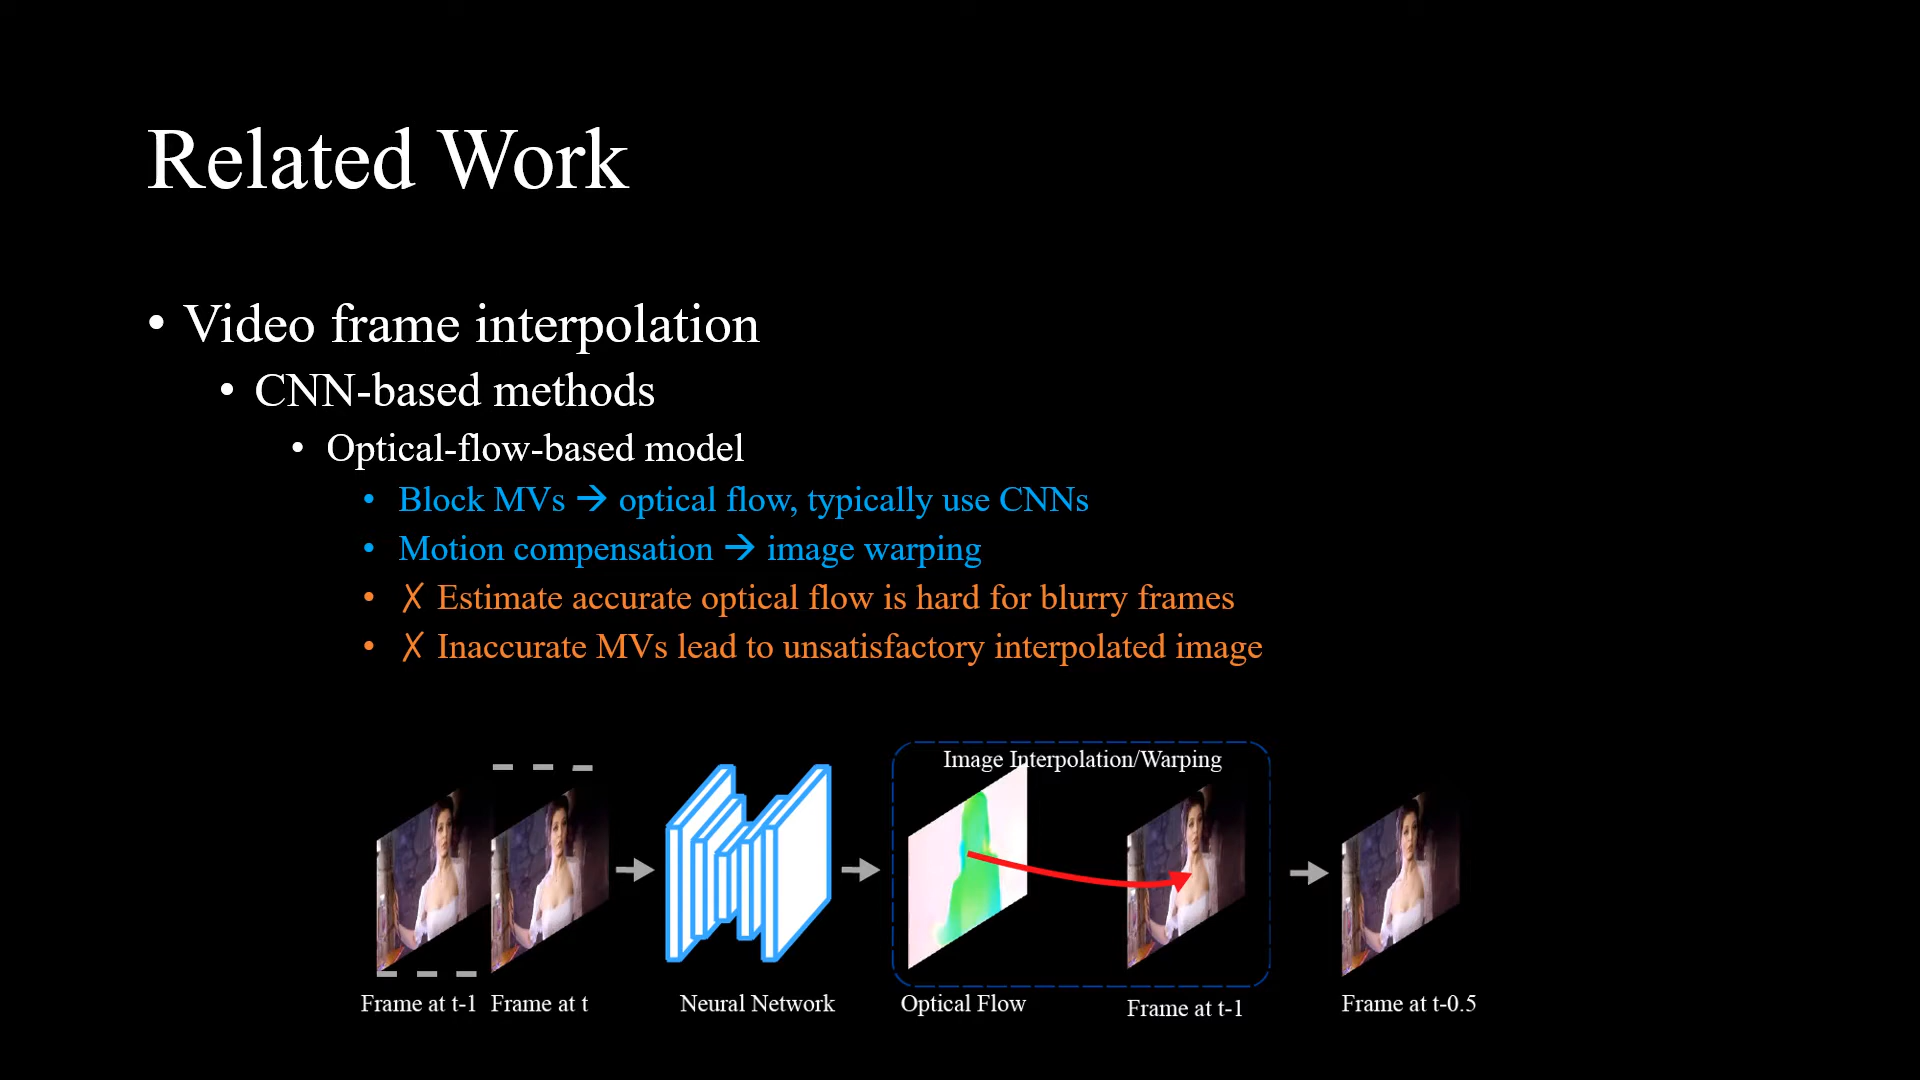 Related Work
• Video frame interpolation
• CNN-based methods
• Optical-flow-based model
• Block MVs → optical flow, typically use CNNs
• Motion compensation → image warping
• ✗ Estimate accurate optical flow is hard for blurry frames
• ✗ Inaccurate MVs lead to unsatisfactory interpolated image
Image Interpolation/Warping
Frame at t-1
Frame at t
Neural Network
Optical Flow
Frame at t-1
Frame at t-0.5